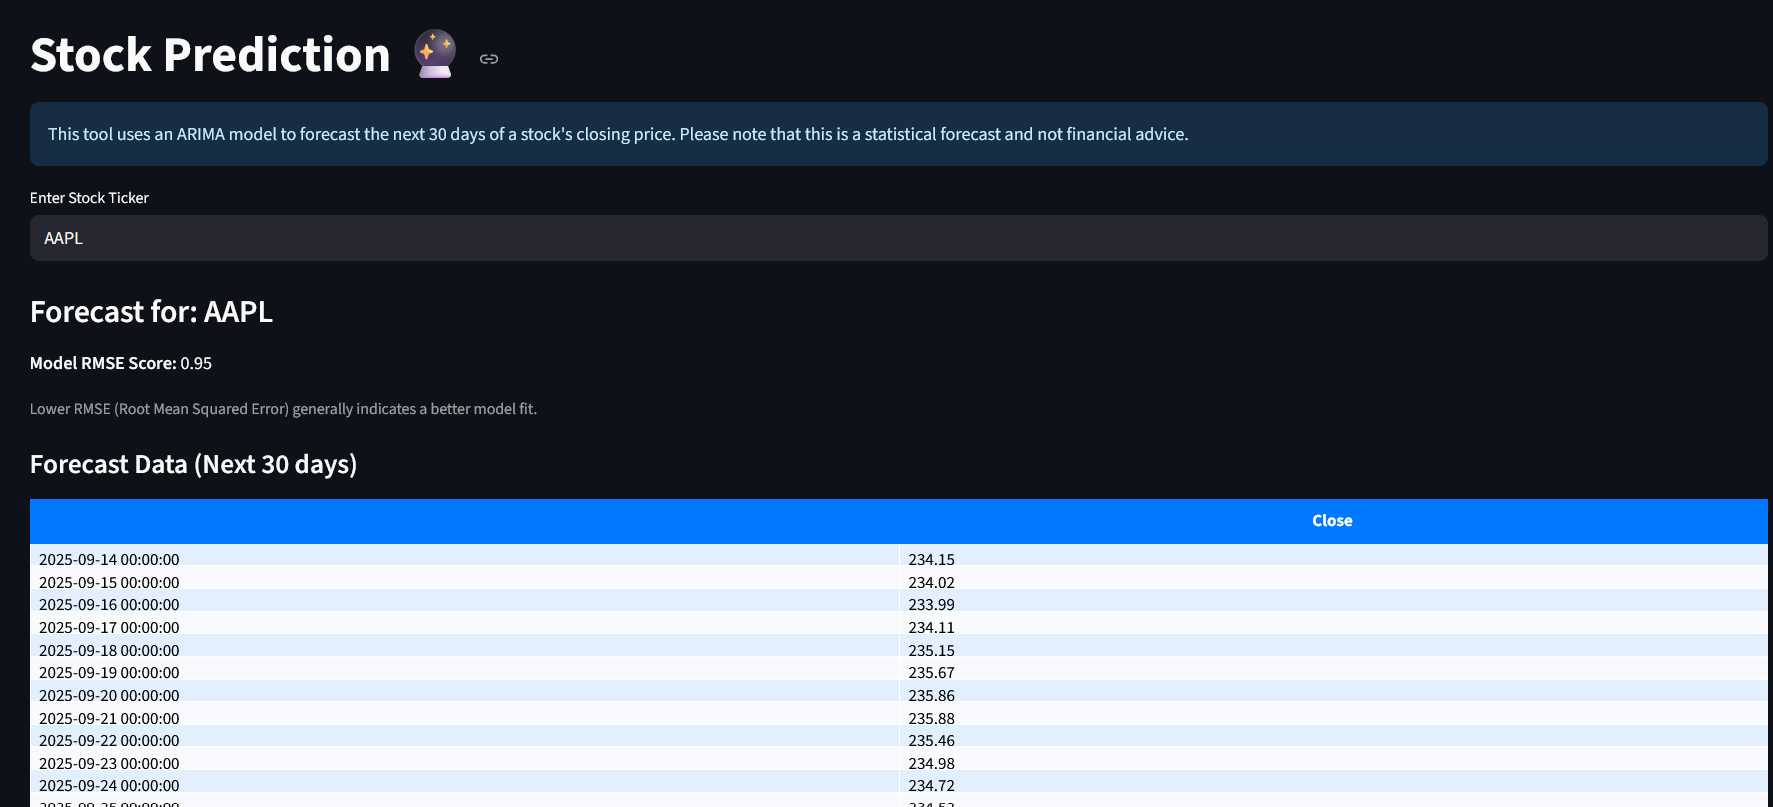 Stock Prediction
This tool uses an ARIMA model to forecast the next 30 days of a stock's closing price. Please note that this is a statistical forecast and not financial advice.
Enter Stock Ticker
AAPL
Forecast for: AAPL
Model RMSE Score: 0.95
Lower RMSE (Root Mean Squared Error) generally indicates a better model fit.
Forecast Data (Next 30 days)
Close
2025-09-14 00:00:00 234.15
2025-09-15 00:00:00 234.02
2025-09-16 00:00:00 233.99
2025-09-17 00:00:00 234.11
2025-09-18 00:00:00 235.15
2025-09-19 00:00:00 235.67
2025-09-20 00:00:00 235.86
2025-09-21 00:00:00 235.88
2025-09-22 00:00:00 235.46
2025-09-23 00:00:00 234.98
2025-09-24 00:00:00 234.72